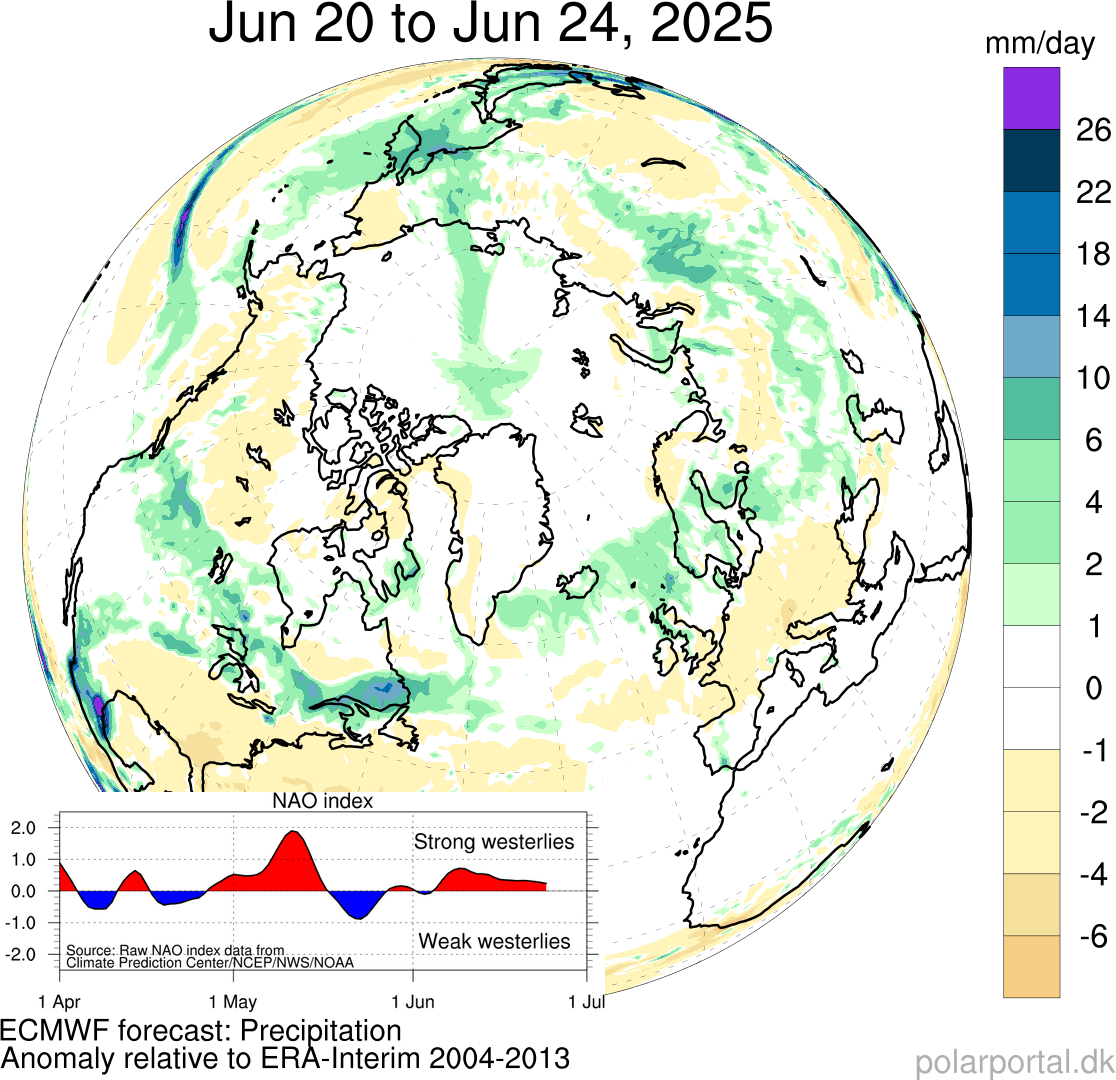 Jun 20 to Jun 24, 2025
mm/day
26
22
18
14
10
6
4
2
1
0
-1
-2
-4
-6
NAO index
2.0
1.0
0.0
-1.0
-2.0
Strong westerlies
Weak westerlies
Source: Raw NAO index data from
Climate Prediction Center/NCEP/NWS/NOAA
1 Apr 1 May 1 Jun 1 Jul
ECMWF forecast: Precipitation
Anomaly relative to ERA-Interim 2004-2013
polarportal.dk